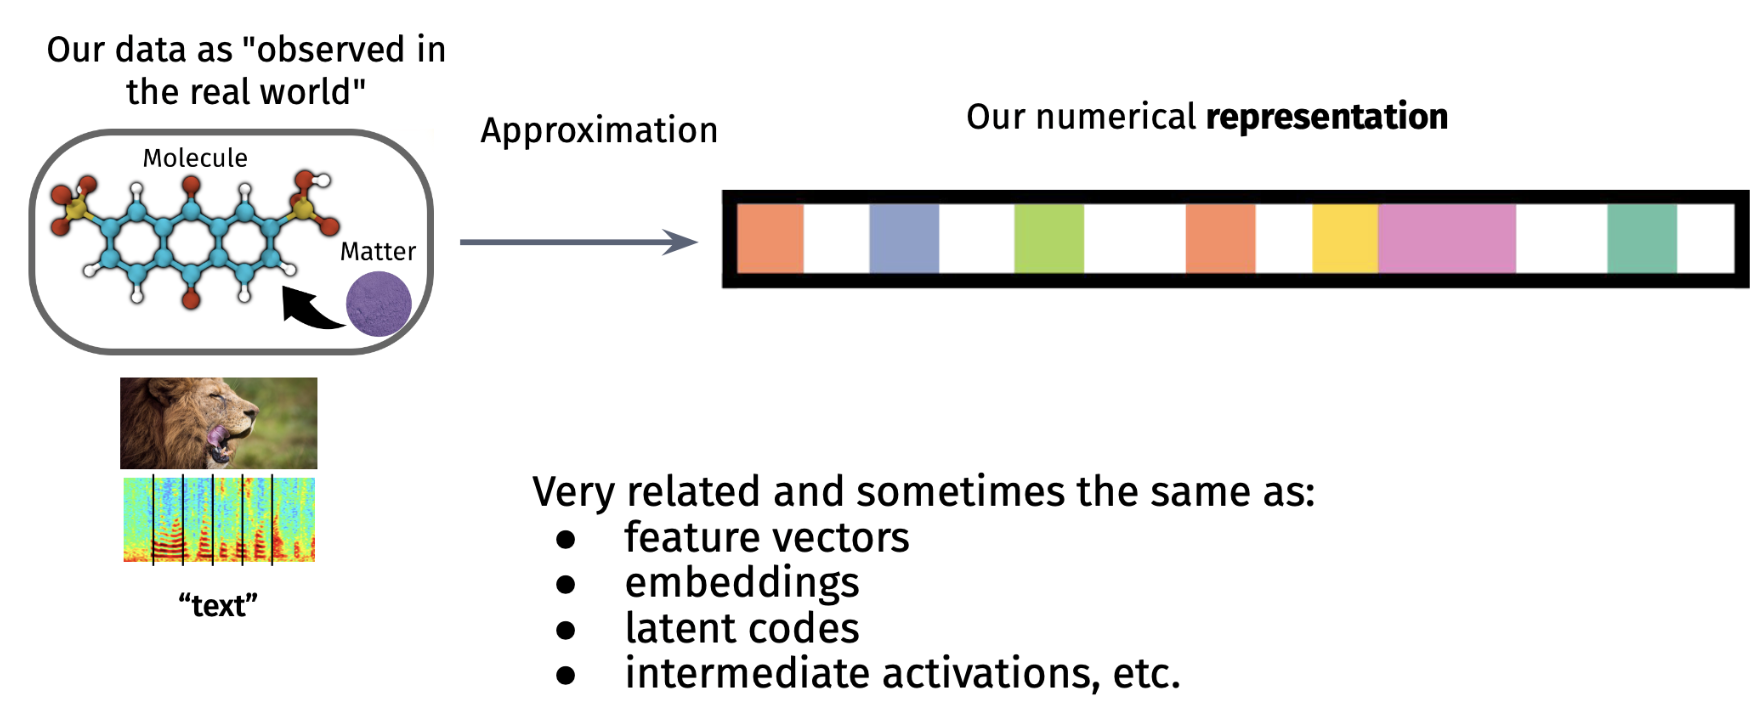 Our data as "observed in
the real world"
Molecule
Matter
Approximation
Our numerical representation
“text”
Very related and sometimes the same as:
● feature vectors
● embeddings
● latent codes
● intermediate activations, etc.